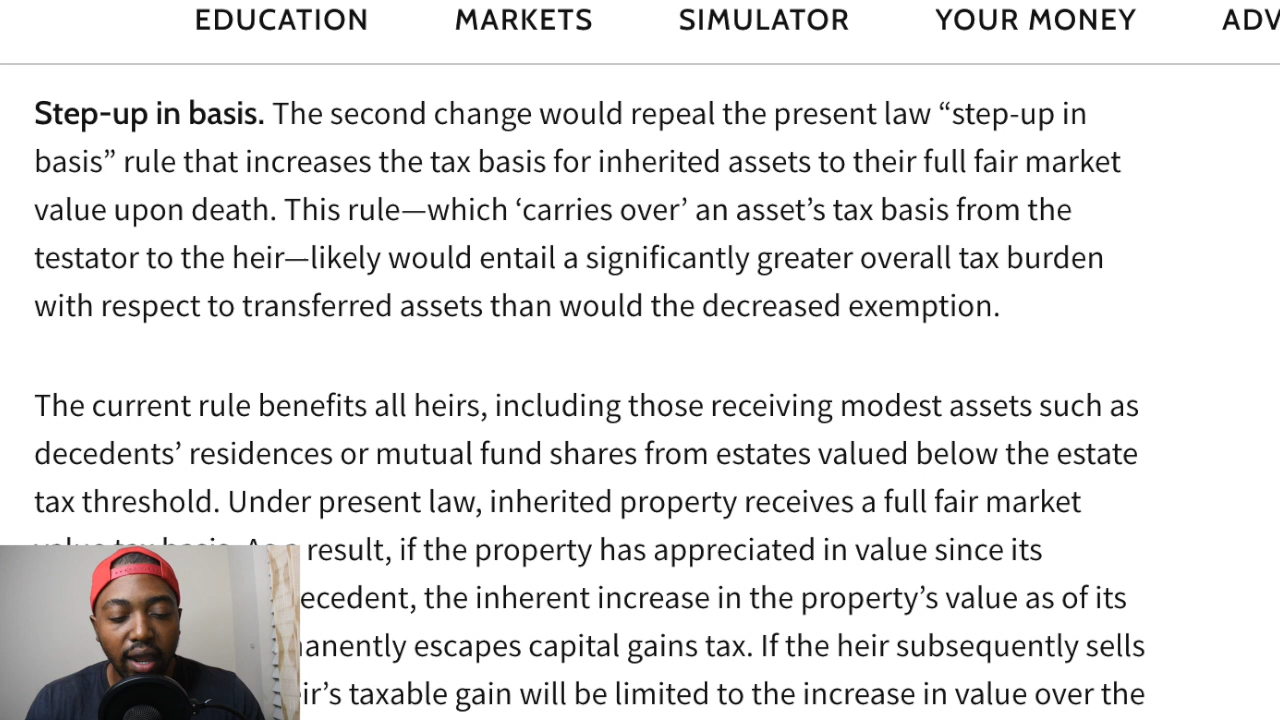 EDUCATION MARKETS SIMULATOR YOUR MONEY
Step-up in basis. The second change would repeal the present law “step-up in
basis” rule that increases the tax basis for inherited assets to their full fair market
value upon death. This rule—which ‘carries over’ an asset’s tax basis from the
testator to the heir—likely would entail a significantly greater overall tax burden
with respect to transferred assets than would the decreased exemption.
The current rule benefits all heirs, including those receiving modest assets such as
decedents’ residences or mutual fund shares from estates valued below the estate
tax threshold. Under present law, inherited property receives a full fair market
result, if the property has appreciated in value since its
the inherent increase in the property’s value as of its
escapes capital gains tax. If the heir subsequently sells
taxable gain will be limited to the increase in value over the